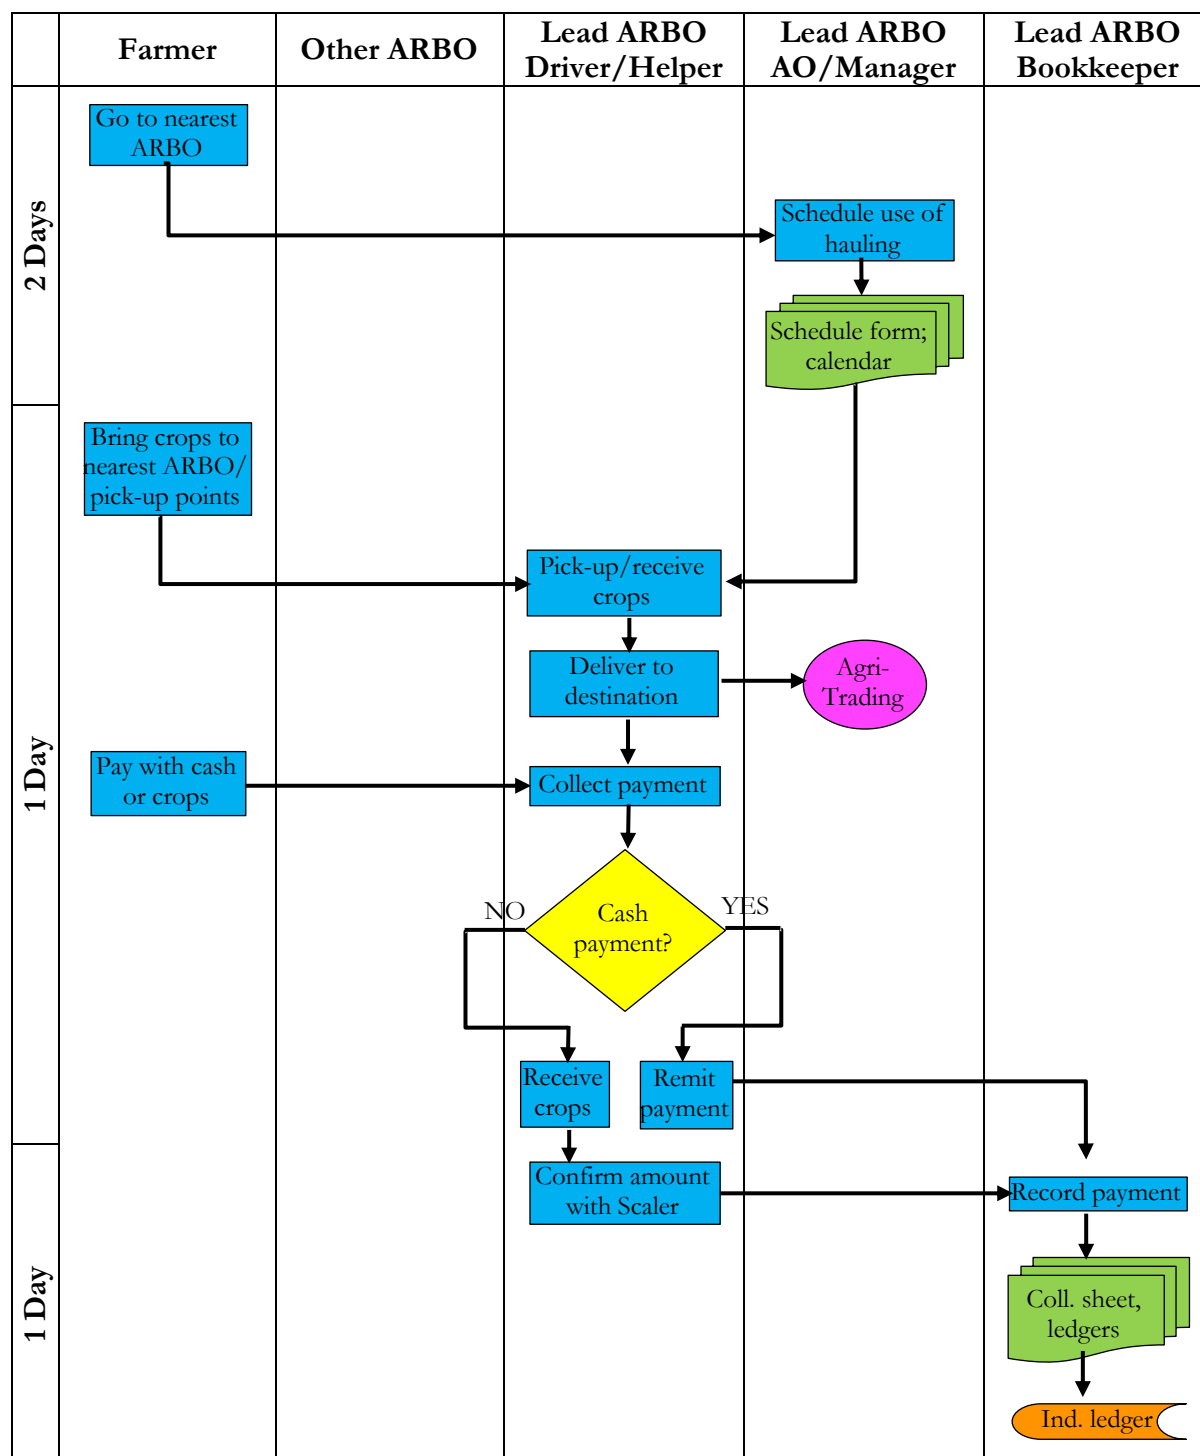 Farmer
Other ARBO
Lead ARBO
Driver/Helper
Lead ARBO
AO/Manager
Lead ARBO
Bookkeeper
2 Days
Go to nearest
ARBO
Schedule use of
hauling
Schedule form;
calendar
1 Day
Bring crops to
nearest ARBO/
pick-up points
Pick-up/receive
crops
Deliver to
destination
Agri-
Trading
Pay with cash
or crops
Collect payment
NO
Cash
payment?
YES
Receive
crops
Remit
payment
1 Day
Confirm amount
with Scaler
Record payment
Coll. sheet,
ledgers
Ind. ledger